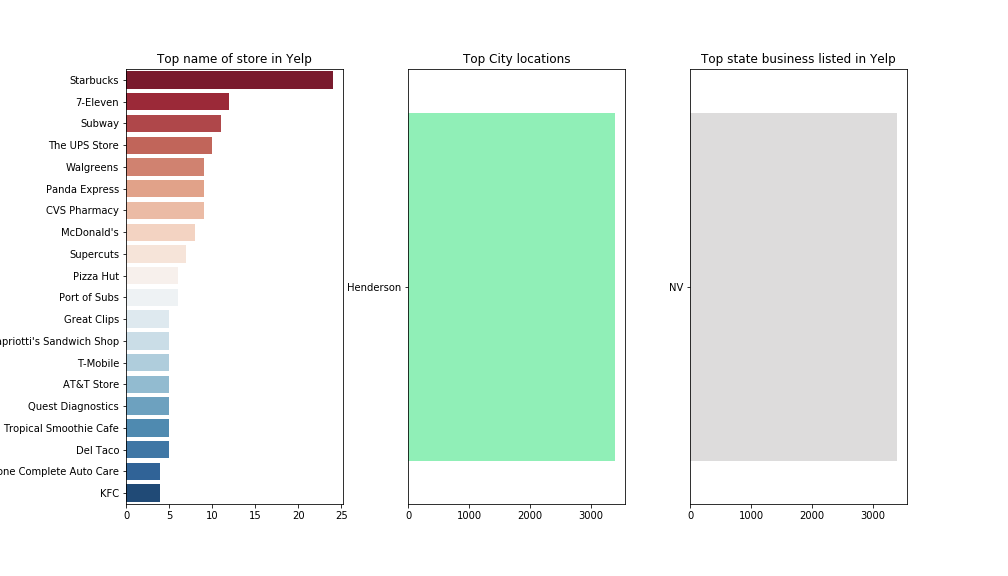 Top name of store in Yelp
Starbucks
7-Eleven
Subway
The UPS Store
Walgreens
Panda Express
CVS Pharmacy
McDonald's
Supercuts
Pizza Hut
Port of Subs
Great Clips
apriotti's Sandwich Shop
T-Mobile
AT&T Store
Quest Diagnostics
Tropical Smoothie Cafe
Del Taco
one Complete Auto Care
KFC
0 5 10 15 20 25
Top City locations
Henderson
0 1000 2000 3000
Top state business listed in Yelp
NV
0 1000 2000 3000